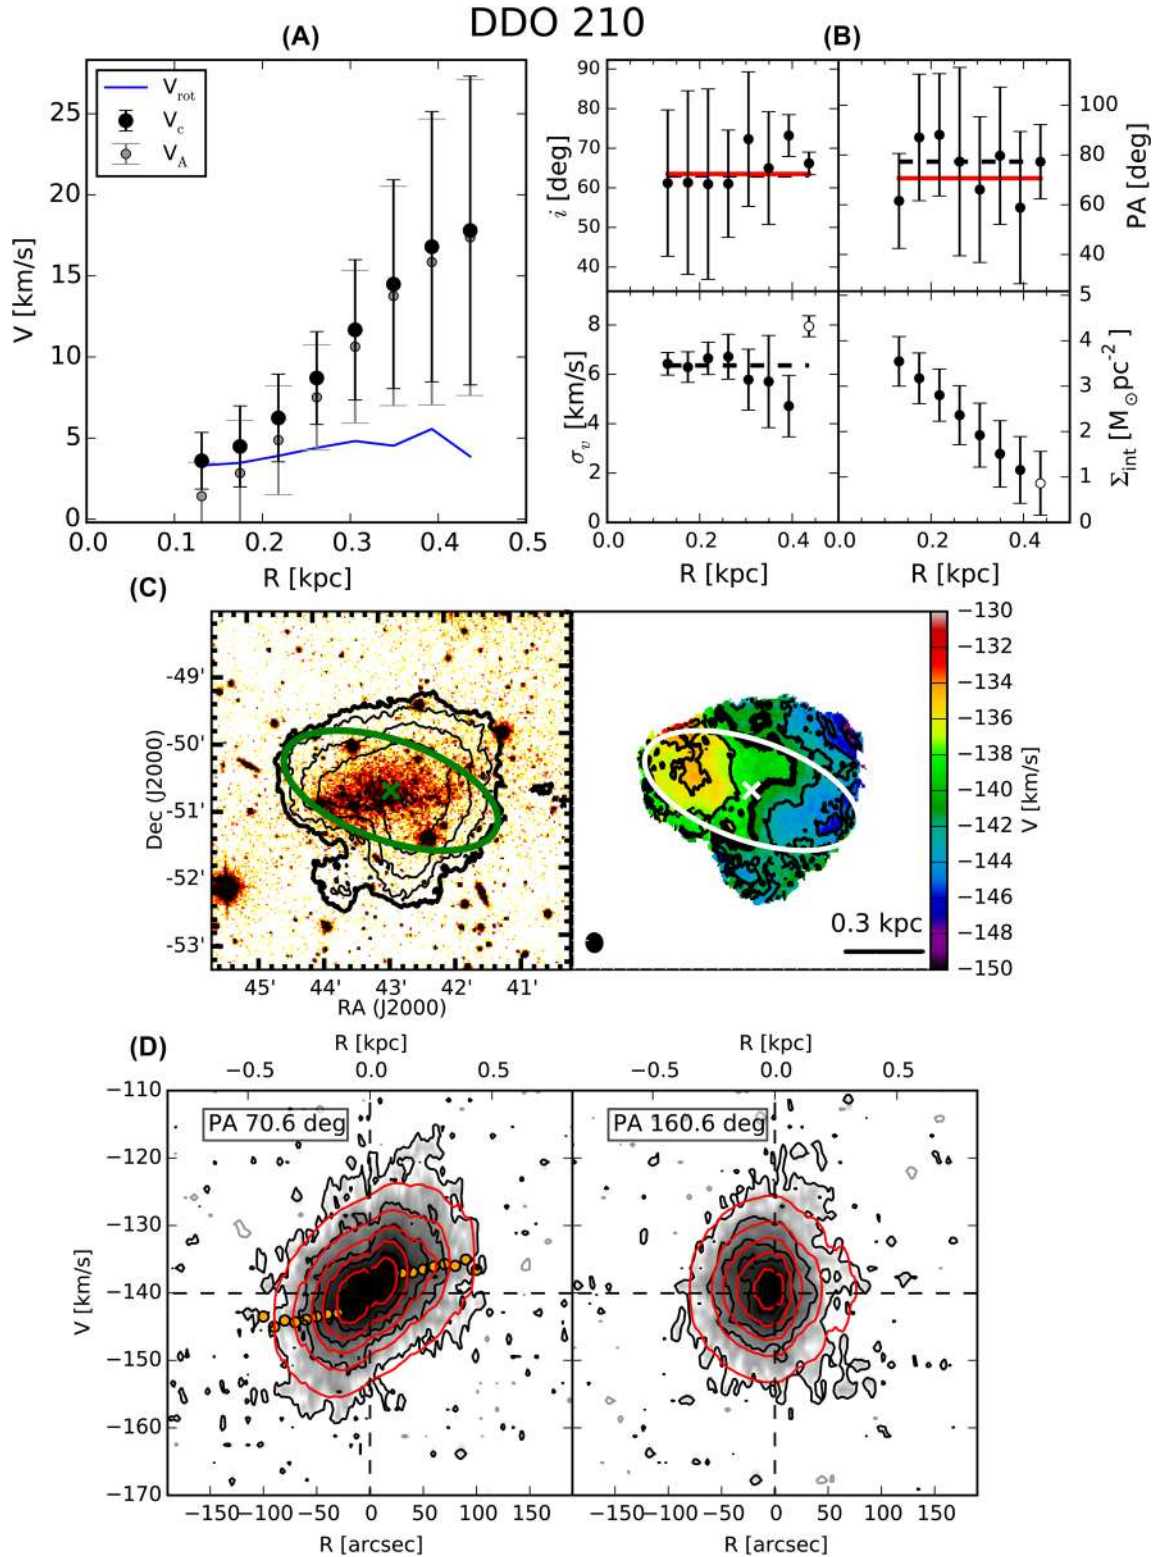 DDO 210
(A)
(B)
V_rot
V_c
V_A
25
20
15
10
5
0
V [km/s]
0.0 0.1 0.2 0.3 0.4 0.5
R [kpc]
90
80
70
60
50
40
i [deg]
100
80
60
40
PA [deg]
8
6
4
2
0
σ_v [km/s]
5
4
3
2
1
0
Σ_int [M_⊙pc⁻²]
0.0 0.2 0.4 0.0 0.2 0.4
R [kpc] R [kpc]
(C)
-49'
-50'
-51'
-52'
-53'
Dec (J2000)
45' 44' 43' 42' 41'
RA (J2000)
0.3 kpc
−130
−132
−134
−136
−138
−140
−142
−144
−146
−148
−150
V [km/s]
(D)
R [kpc] R [kpc]
−0.5 0.0 0.5 −0.5 0.0 0.5
PA 70.6 deg PA 160.6 deg
−110
−120
−130
−140
−150
−160
−170
V [km/s]
−150 −100 −50 0 50 100 150 −150 −100 −50 0 50 100 150
R [arcsec] R [arcsec]